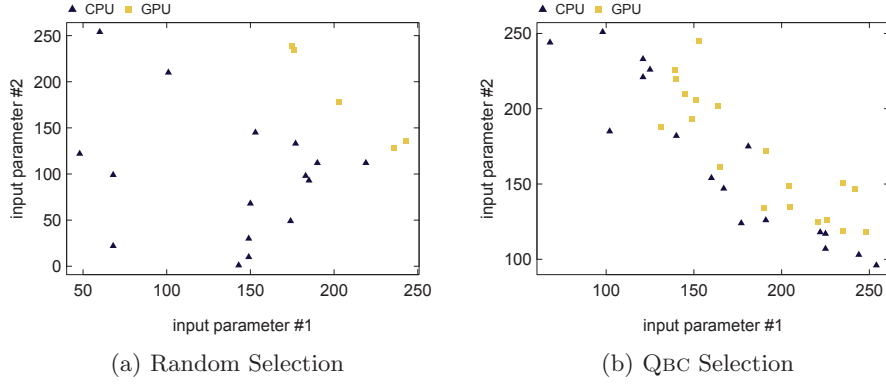 CPU GPU
250
200
150
100
50
0
input parameter #2
50 100 150 200 250
input parameter #1
(a) Random Selection
CPU GPU
250
200
150
100
input parameter #2
100 150 200 250
input parameter #1
(b) QBC Selection